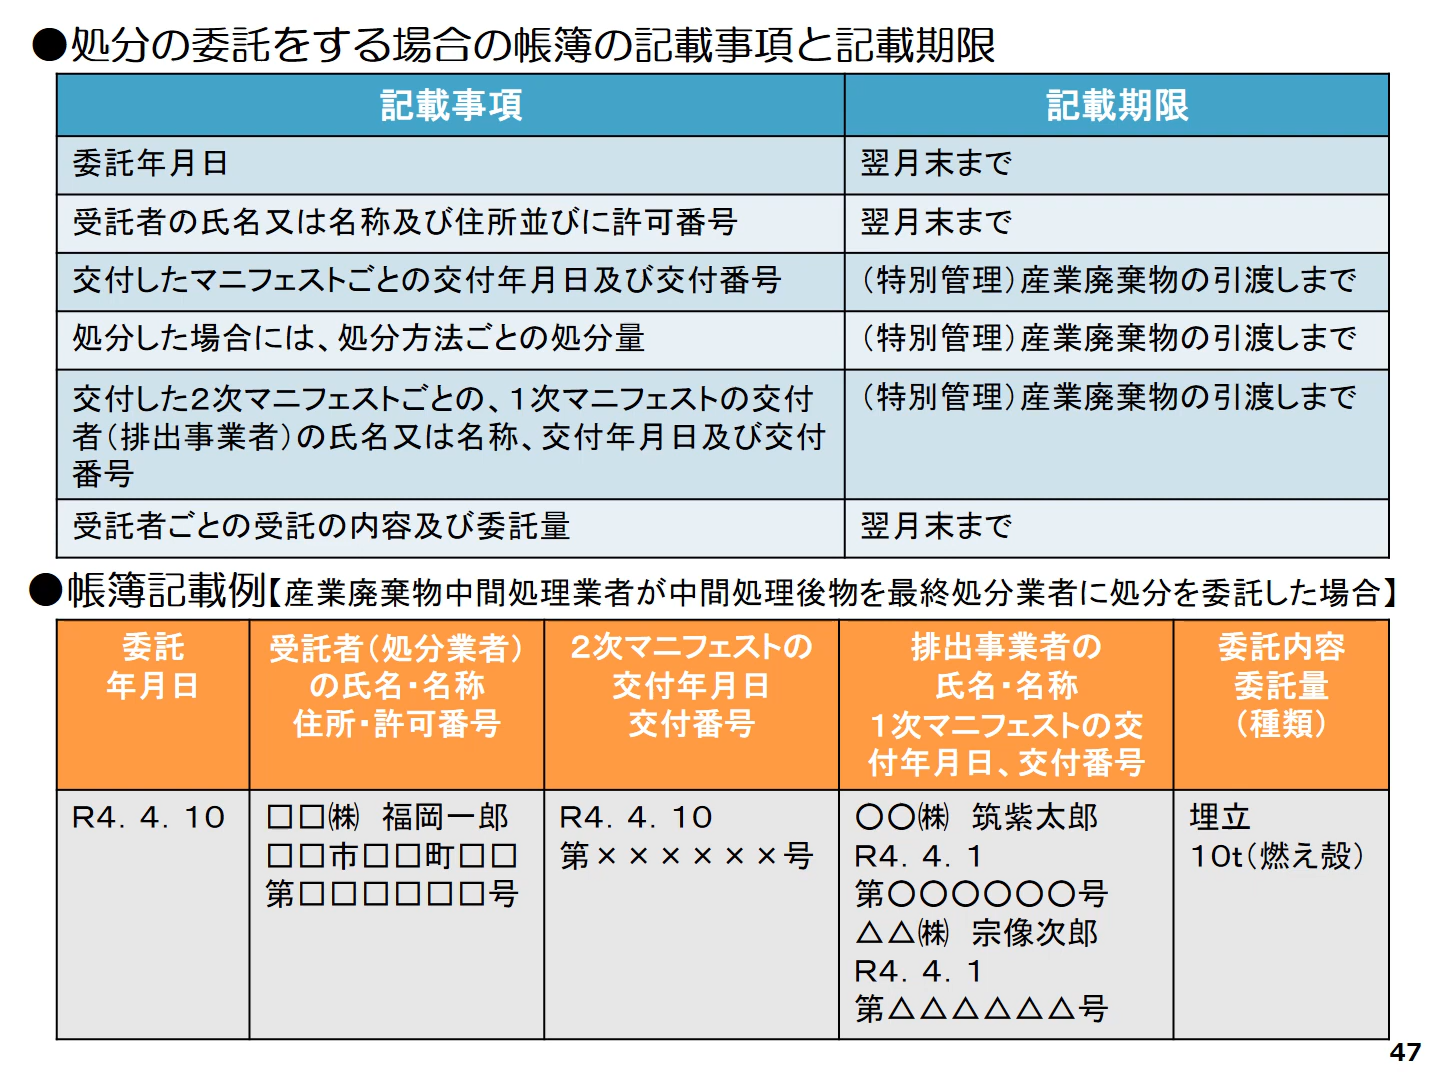 ●処分の委託をする場合の帳簿の記載事項と記載期限
記載事項
記載期限
委託年月日
翌月末まで
受託者の氏名又は名称及び住所並びに許可番号
翌月末まで
交付したマニフェストごとの交付年月日及び交付番号
（特別管理）産業廃棄物の引渡しまで
処分した場合には、処分方法ごとの処分量
（特別管理）産業廃棄物の引渡しまで
交付した２次マニフェストごとの、１次マニフェストの交付
者（排出事業者）の氏名又は名称、交付年月日及び交付
番号
（特別管理）産業廃棄物の引渡しまで
受託者ごとの受託の内容及び委託量
翌月末まで
●帳簿記載例【産業廃棄物中間処理業者が中間処理後物を最終処分業者に処分を委託した場合】
委託
年月日
受託者（処分業者）
の氏名・名称
住所・許可番号
２次マニフェストの
交付年月日
交付番号
排出事業者の
氏名・名称
１次マニフェストの交
付年月日、交付番号
委託内容
委託量
（種類）
R4．4．10
□□㈱　福岡一郎
□□市□□町□□
第□□□□□□号
R4．4．10
第××××××号
〇〇㈱　筑紫太郎
R4．4．1
第〇〇〇〇〇〇号
△△㈱　宗像次郎
R4．4．1
第△△△△△△号
埋立
10t（燃え殻）
47